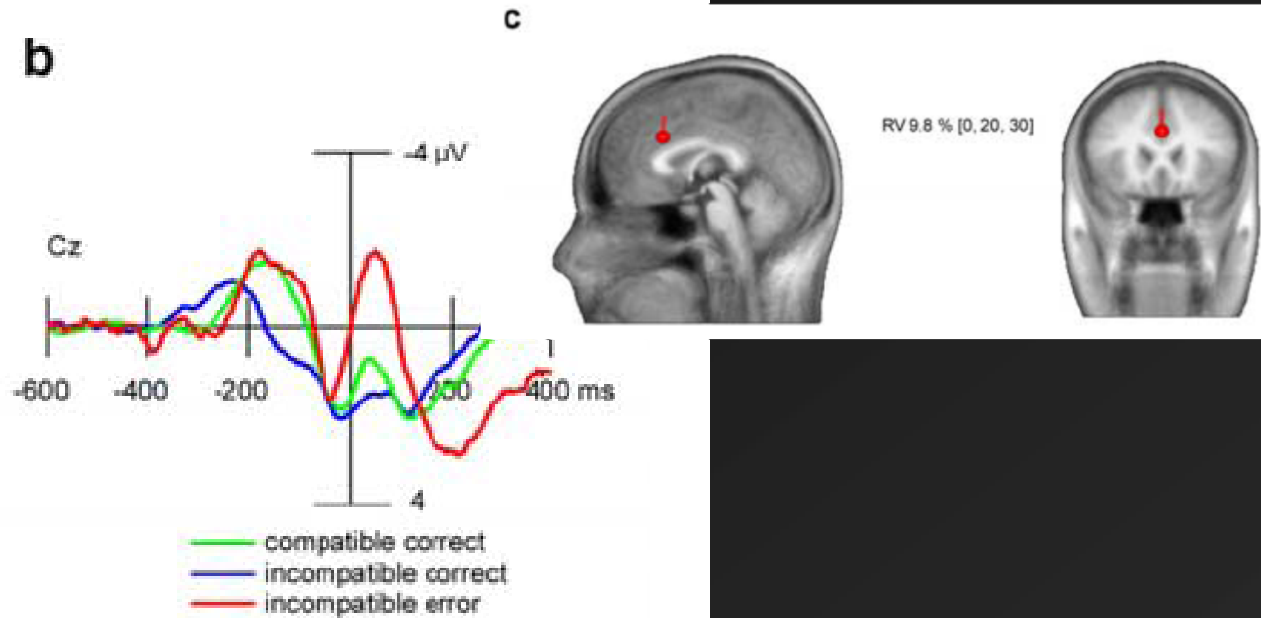 c
b
RV 9.8 % [0, 20, 30]
-4 µV
Cz
-600 -400 -200 200 400 ms
4
compatible correct
incompatible correct
incompatible error